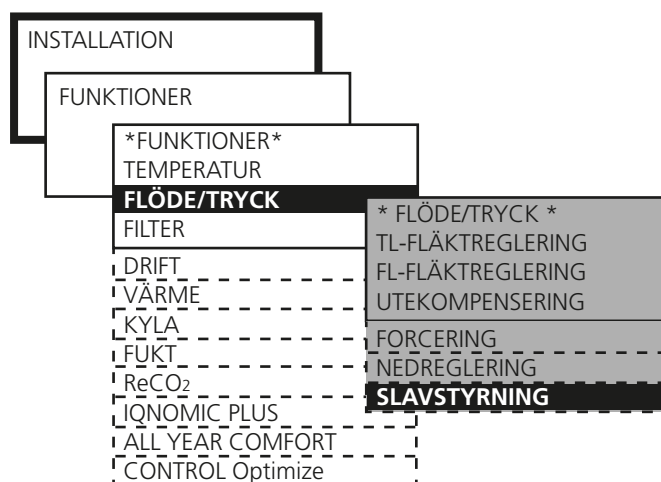 INSTALLATION
FUNKTIONER
*FUNKTIONER*
TEMPERATUR
FLÖDE/TRYCK
FILTER
DRIFT
VÄRME
KYLA
FUKT
ReCO₂
IQNOMIC PLUS
ALL YEAR COMFORT
CONTROL Optimize
* FLÖDE/TRYCK *
TL-FLÄKTREGLERING
FL-FLÄKTREGLERING
UTEKOMPENSERING
FORCERING
NEDREGLERING
SLAVSTYRNING